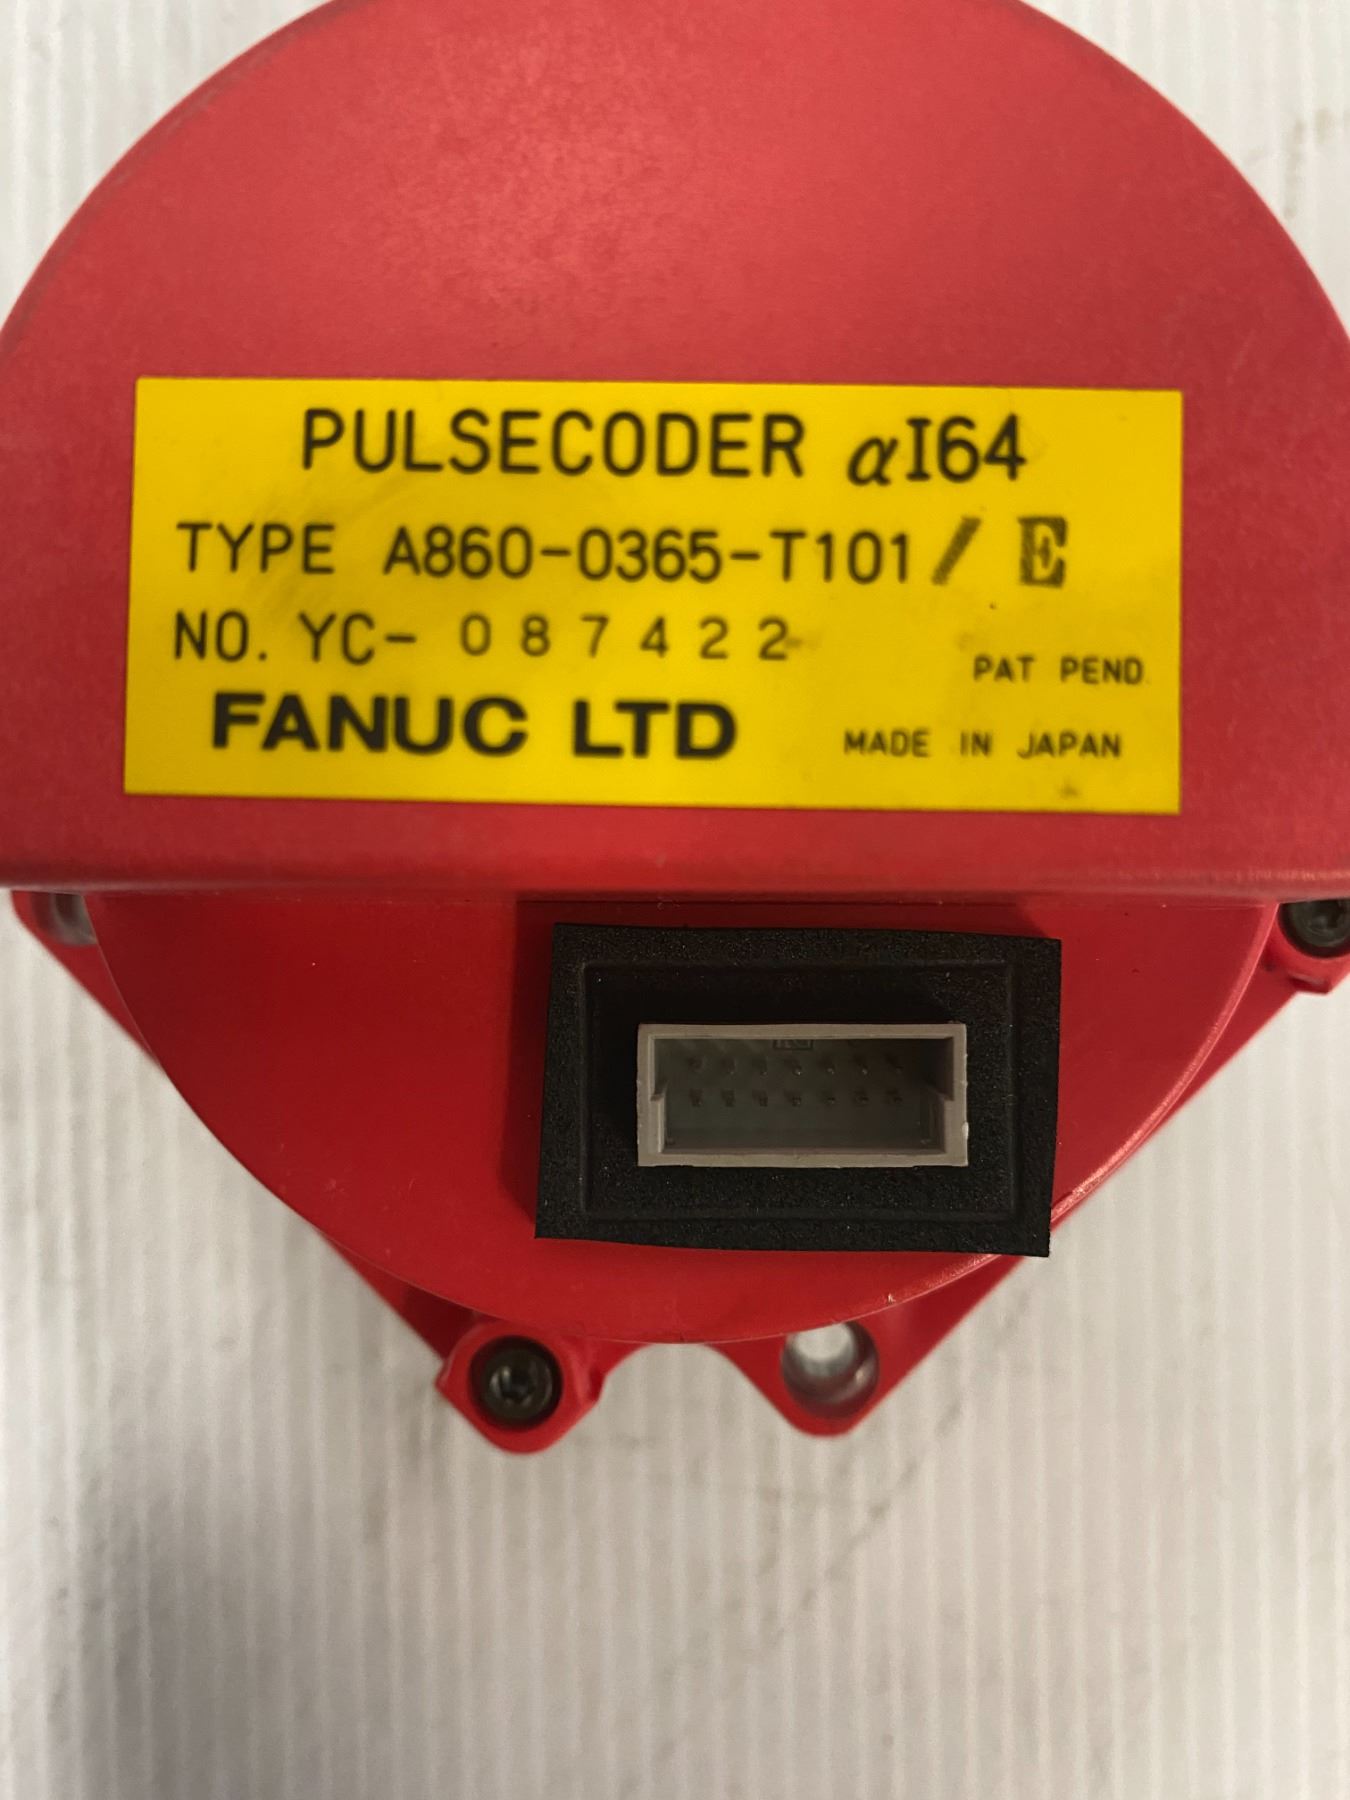 PULSECODER αI64
TYPE A860-0365-T101/ E
NO. YC- 087422
PAT PEND.
FANUC LTD
MADE IN JAPAN